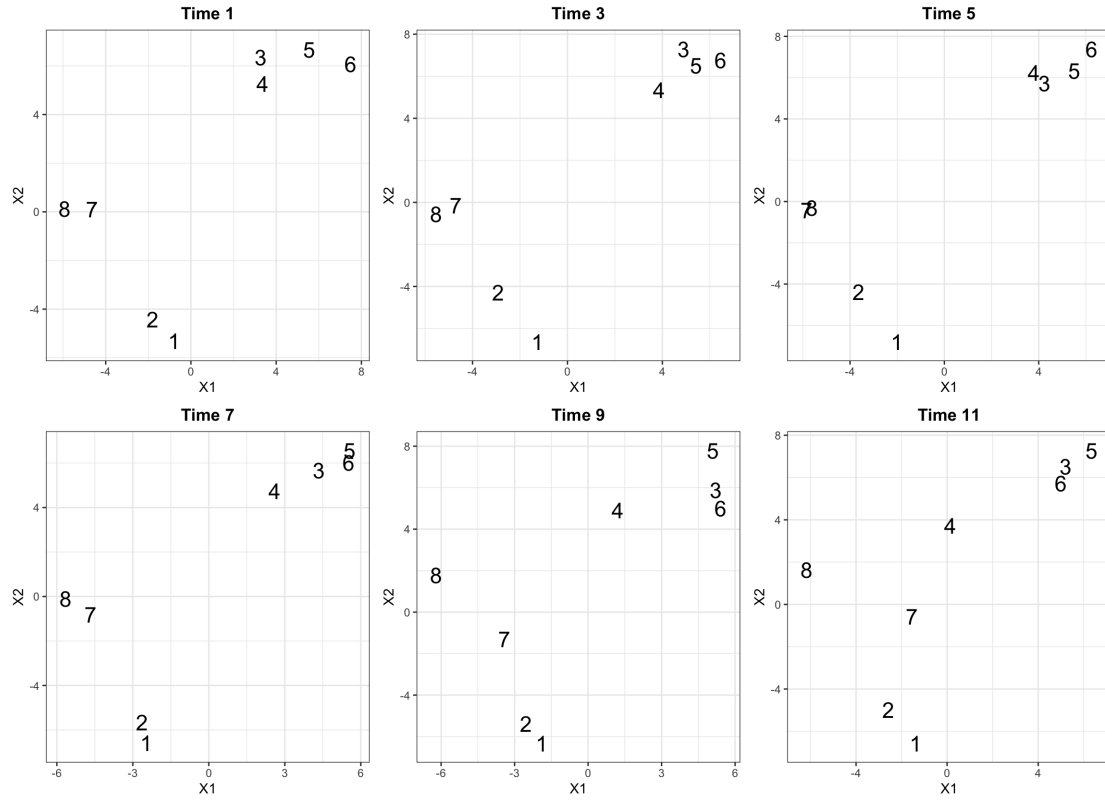 Time 1
3 5 6
4
4
X2
0 8 7
-4 2
1
-4 0 4 8
X1
Time 3
8
3 5 6
4
4
X2
0 7
8
-4 2
1
-4 0 4
X1
Time 5
8
6
4 3 5
4
X2
0 7 8
-4 2
1
-4 0 4
X1
Time 7
5
3 6
4
4
X2
0 8
7
-4
2
1
-6 -3 0 3 6
X1
Time 9
8 5
3
4 6
4
8
X2
0
7
-4
2
1
-6 -3 0 3 6
X1
Time 11
8
5
3
6
4 4
8
X2
0
7
-4
2
1
-4 0 4
X1